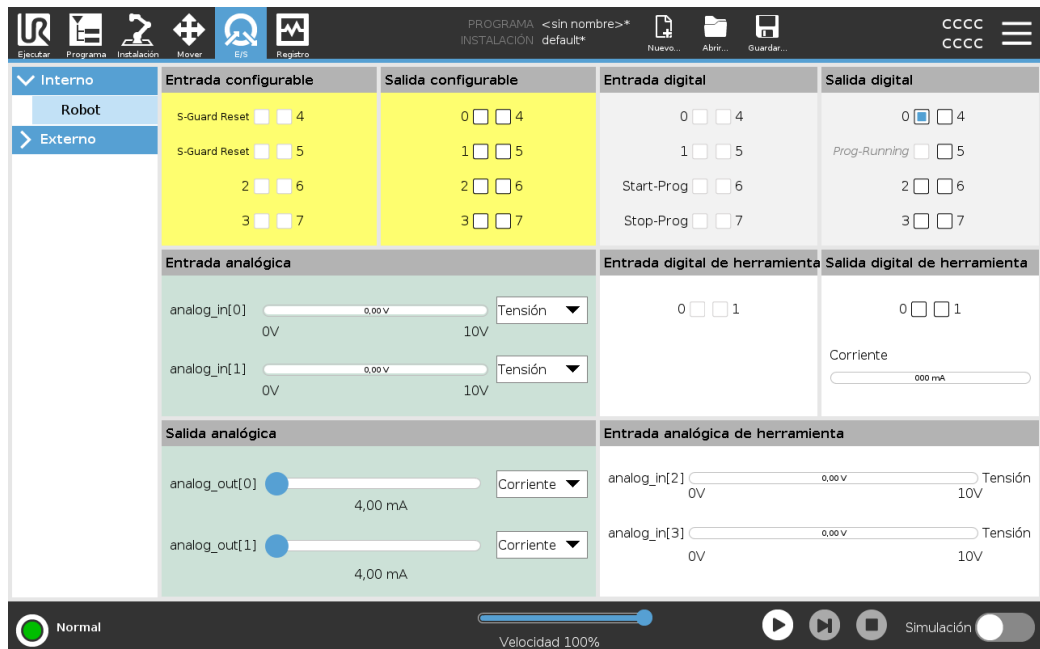 UR
PROGRAMA <sin nombre>*
INSTALACIÓN default*
CCCC
CCCC
Ejecutar Programa Instalación Mover E/S Registro Nuevo... Abrir... Guardar...
Interno
Robot
Externo
Entrada configurable
S-Guard Reset 4
S-Guard Reset 5
2 6
3 7
Salida configurable
0 4
1 5
2 6
3 7
Entrada digital
0 4
1 5
Start-Prog 6
Stop-Prog 7
Salida digital
0 4
Prog-Running 5
2 6
3 7
Entrada analógica
analog_in[0] 0,00 V Tensión
0V 10V
analog_in[1] 0,00 V Tensión
0V 10V
Entrada digital de herramienta
0 1
Salida digital de herramienta
0 1
Corriente
000 mA
Salida analógica
analog_out[0] Corriente
4,00 mA
analog_out[1] Corriente
4,00 mA
Entrada analógica de herramienta
analog_in[2] 0,00 V Tensión
0V 10V
analog_in[3] 0,00 V Tensión
0V 10V
Normal
Velocidad 100%
Simulación